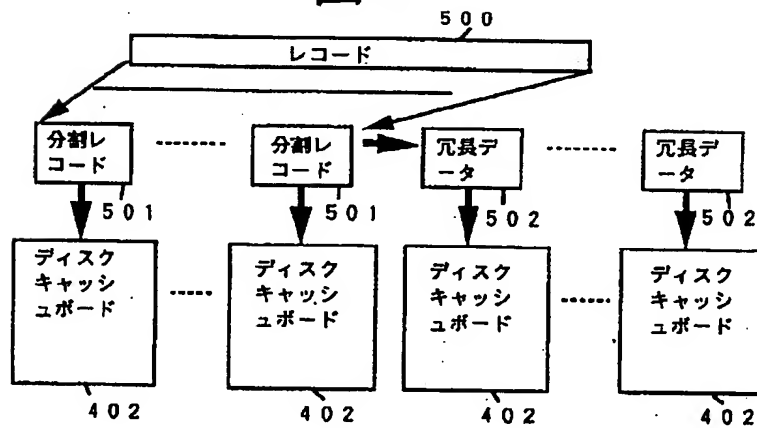 500
レコード
分割レ
コード
分割レ
コード
冗長デ
ータ
冗長デ
ータ
501
501
502
502
ディスク
キャッシ
ュボード
ディスク
キャッシ
ュボード
ディスク
キャッシ
ュボード
ディスク
キャッシ
ュボード
402
402
402
402